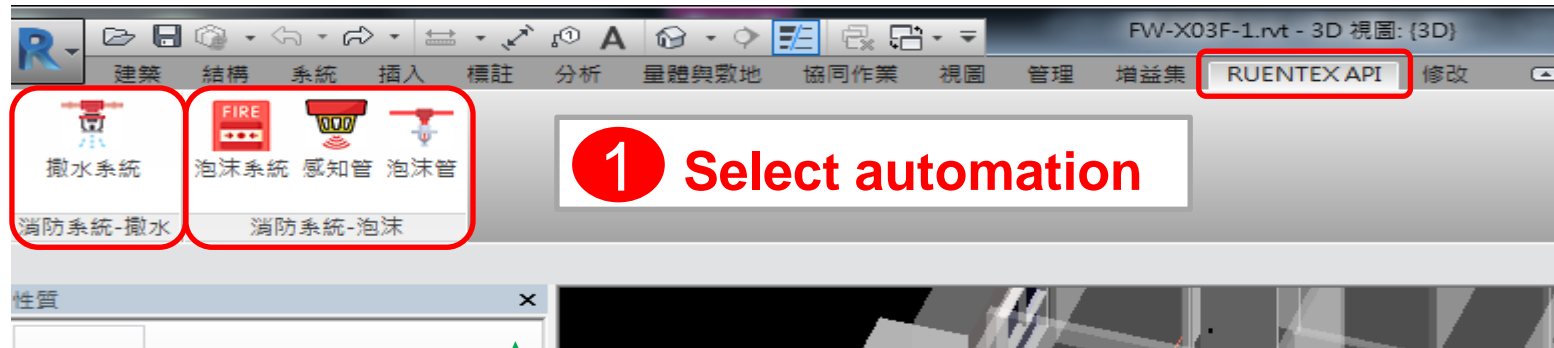 FW-X03F-1.rvt - 3D 視圖: {3D}
建築 結構 系統 插入 標註 分析 量體與敷地 協同作業 視圖 管理 增益集 RUENTEX API 修改
FIRE
撒水系統 泡沫系統 感知管 泡沫管
消防系統-撒水 消防系統-泡沫
1 Select automation
性質